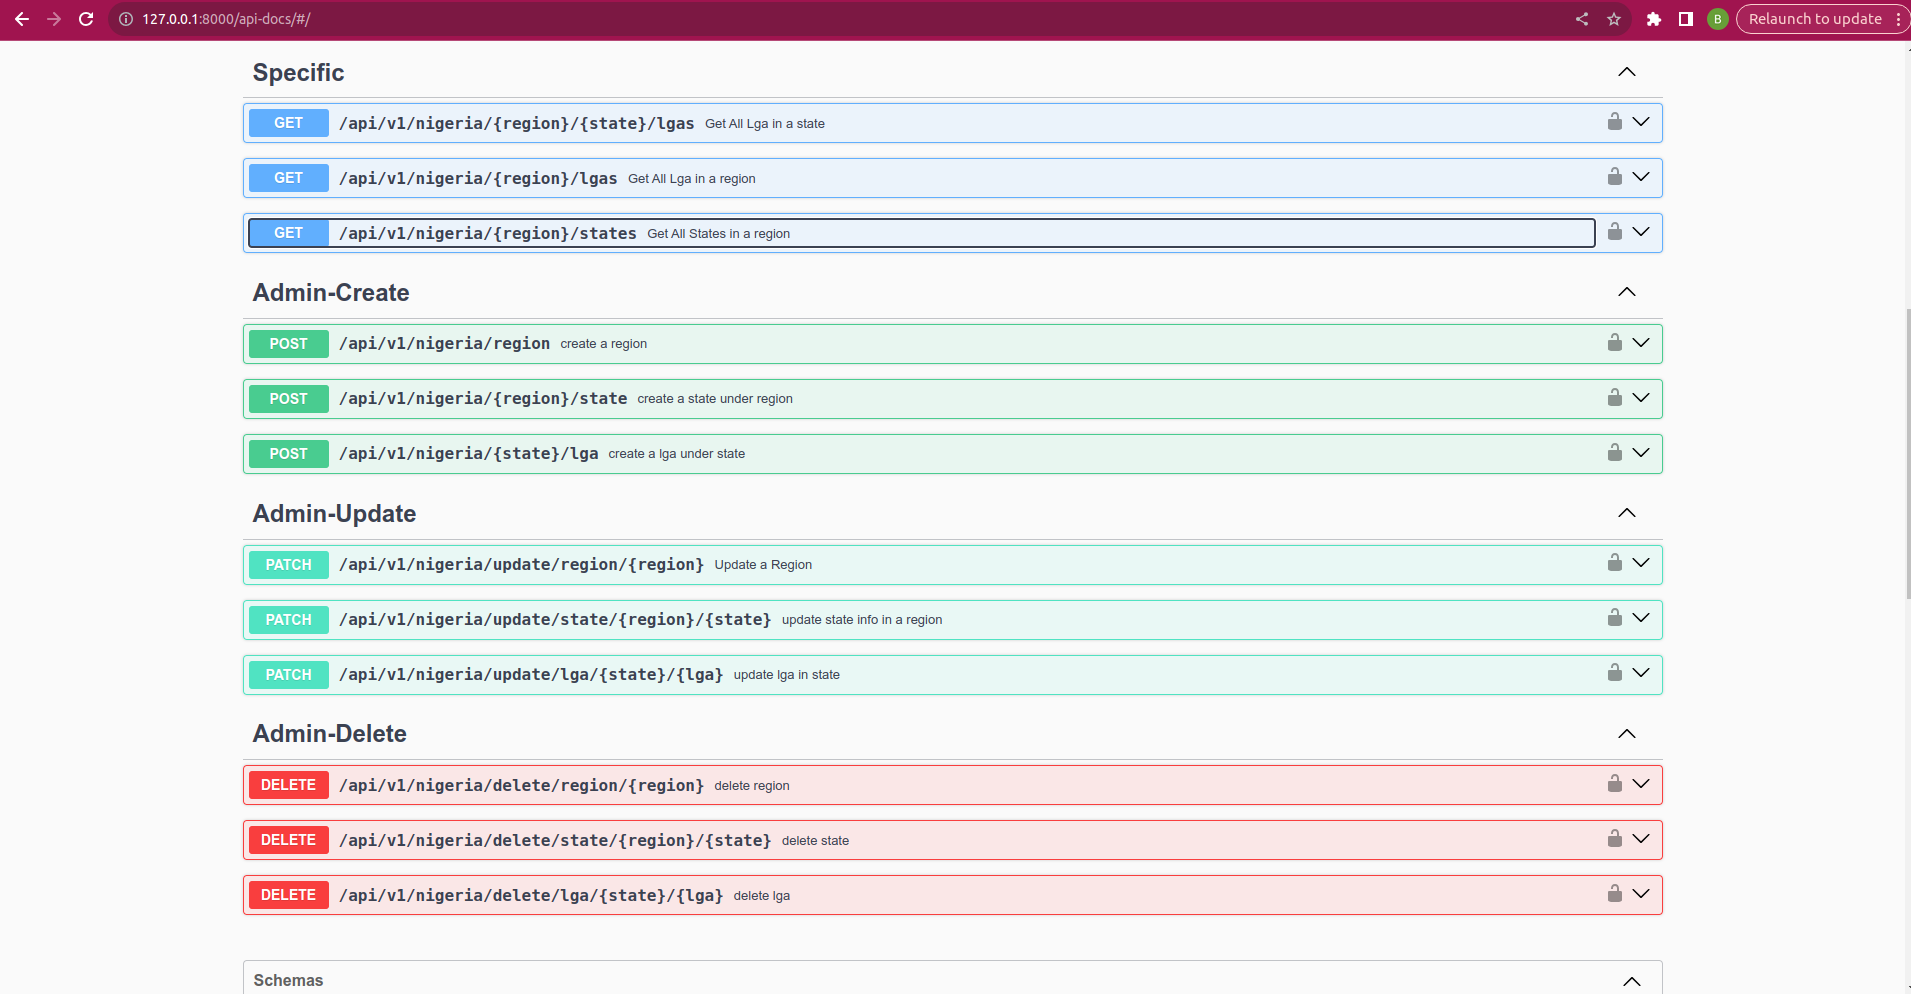 127.0.0.1:8000/api-docs/#/
B
Relaunch to update
Specific
GET /api/v1/nigeria/{region}/{state}/lgas Get All Lga in a state
GET /api/v1/nigeria/{region}/lgas Get All Lga in a region
GET /api/v1/nigeria/{region}/states Get All States in a region
Admin-Create
POST /api/v1/nigeria/region create a region
POST /api/v1/nigeria/{region}/state create a state under region
POST /api/v1/nigeria/{state}/lga create a lga under state
Admin-Update
PATCH /api/v1/nigeria/update/region/{region} Update a Region
PATCH /api/v1/nigeria/update/state/{region}/{state} update state info in a region
PATCH /api/v1/nigeria/update/lga/{state}/{lga} update lga in state
Admin-Delete
DELETE /api/v1/nigeria/delete/region/{region} delete region
DELETE /api/v1/nigeria/delete/state/{region}/{state} delete state
DELETE /api/v1/nigeria/delete/lga/{state}/{lga} delete lga
Schemas